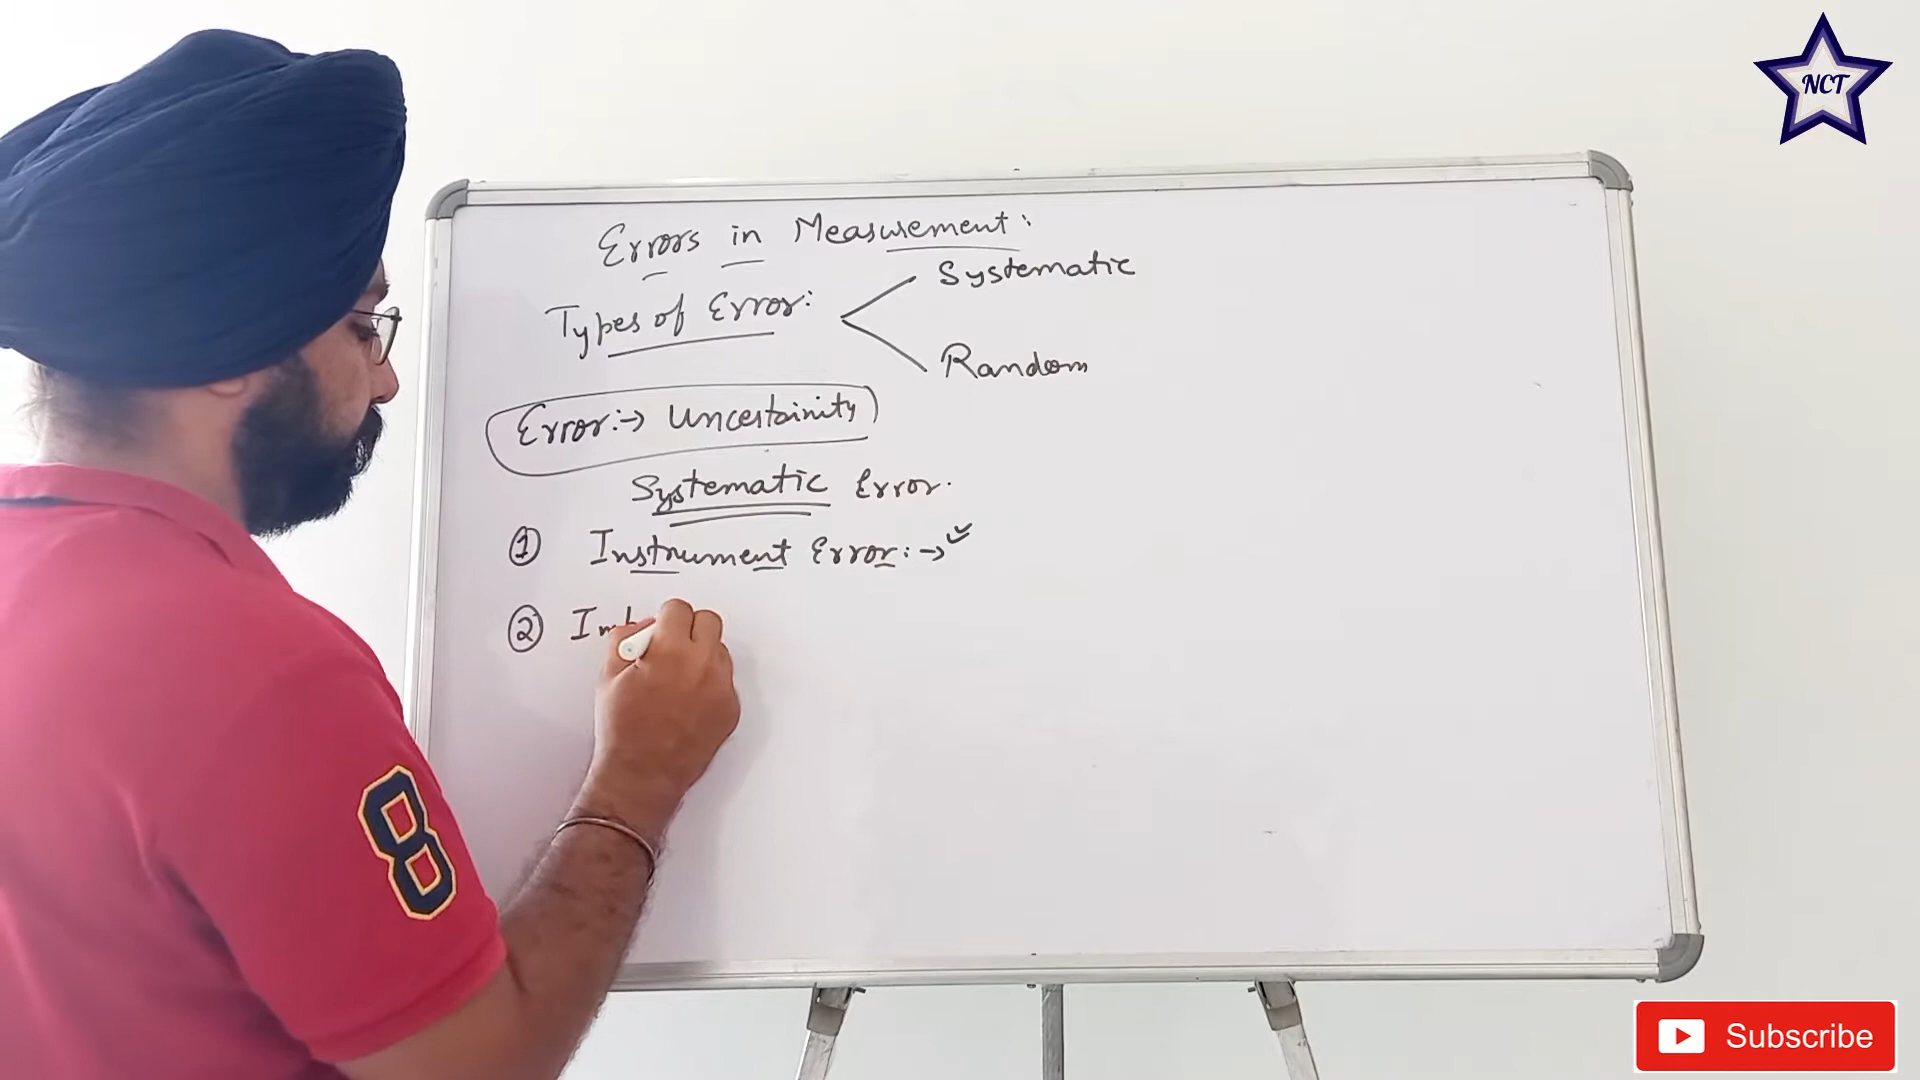 NCT
Errors in Measurement:
Systematic
Types of Error:
Random
Error:→ Uncertainity
Systematic Error.
① Instrument Error:→
②
8
Subscribe